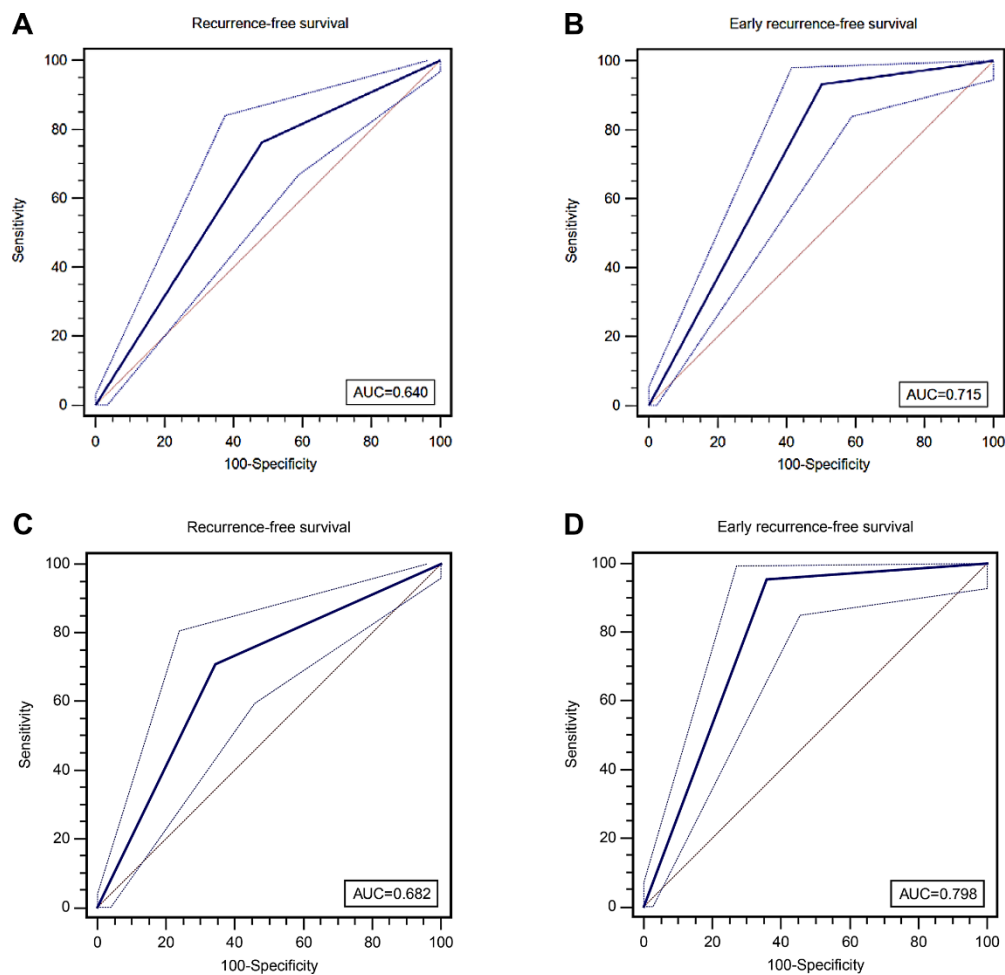 A
Recurrence-free survival
100
80
60
40
20
0
Sensitivity
AUC=0.640
0 20 40 60 80 100
100-Specificity
B
Early recurrence-free survival
100
80
60
40
20
0
Sensitivity
AUC=0.715
0 20 40 60 80 100
100-Specificity
C
Recurrence-free survival
100
80
60
40
20
0
Sensitivity
AUC=0.682
0 20 40 60 80 100
100-Specificity
D
Early recurrence-free survival
100
80
60
40
20
0
Sensitivity
AUC=0.798
0 20 40 60 80 100
100-Specificity